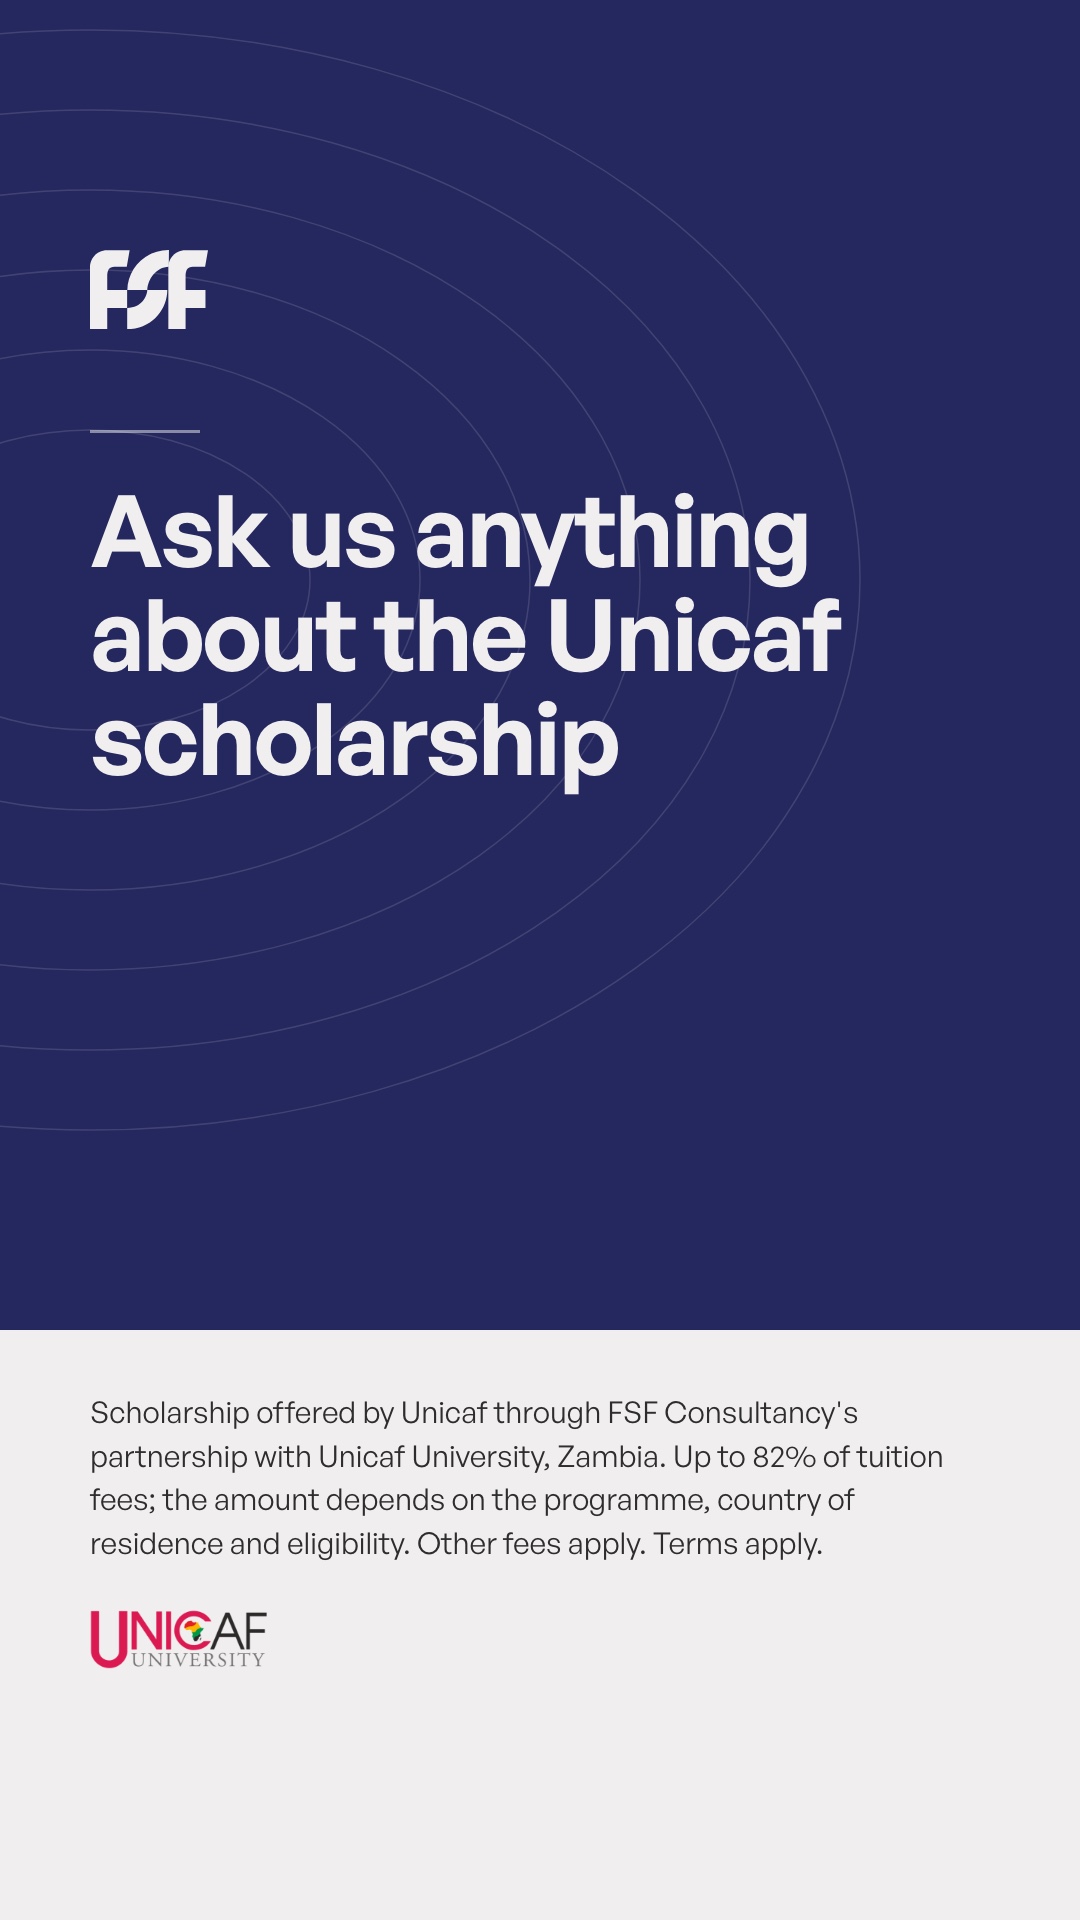 FSF
Ask us anything
about the Unicaf
scholarship
Scholarship offered by Unicaf through FSF Consultancy's
partnership with Unicaf University, Zambia. Up to 82% of tuition
fees; the amount depends on the programme, country of
residence and eligibility. Other fees apply. Terms apply.
UNICAF
UNIVERSITY